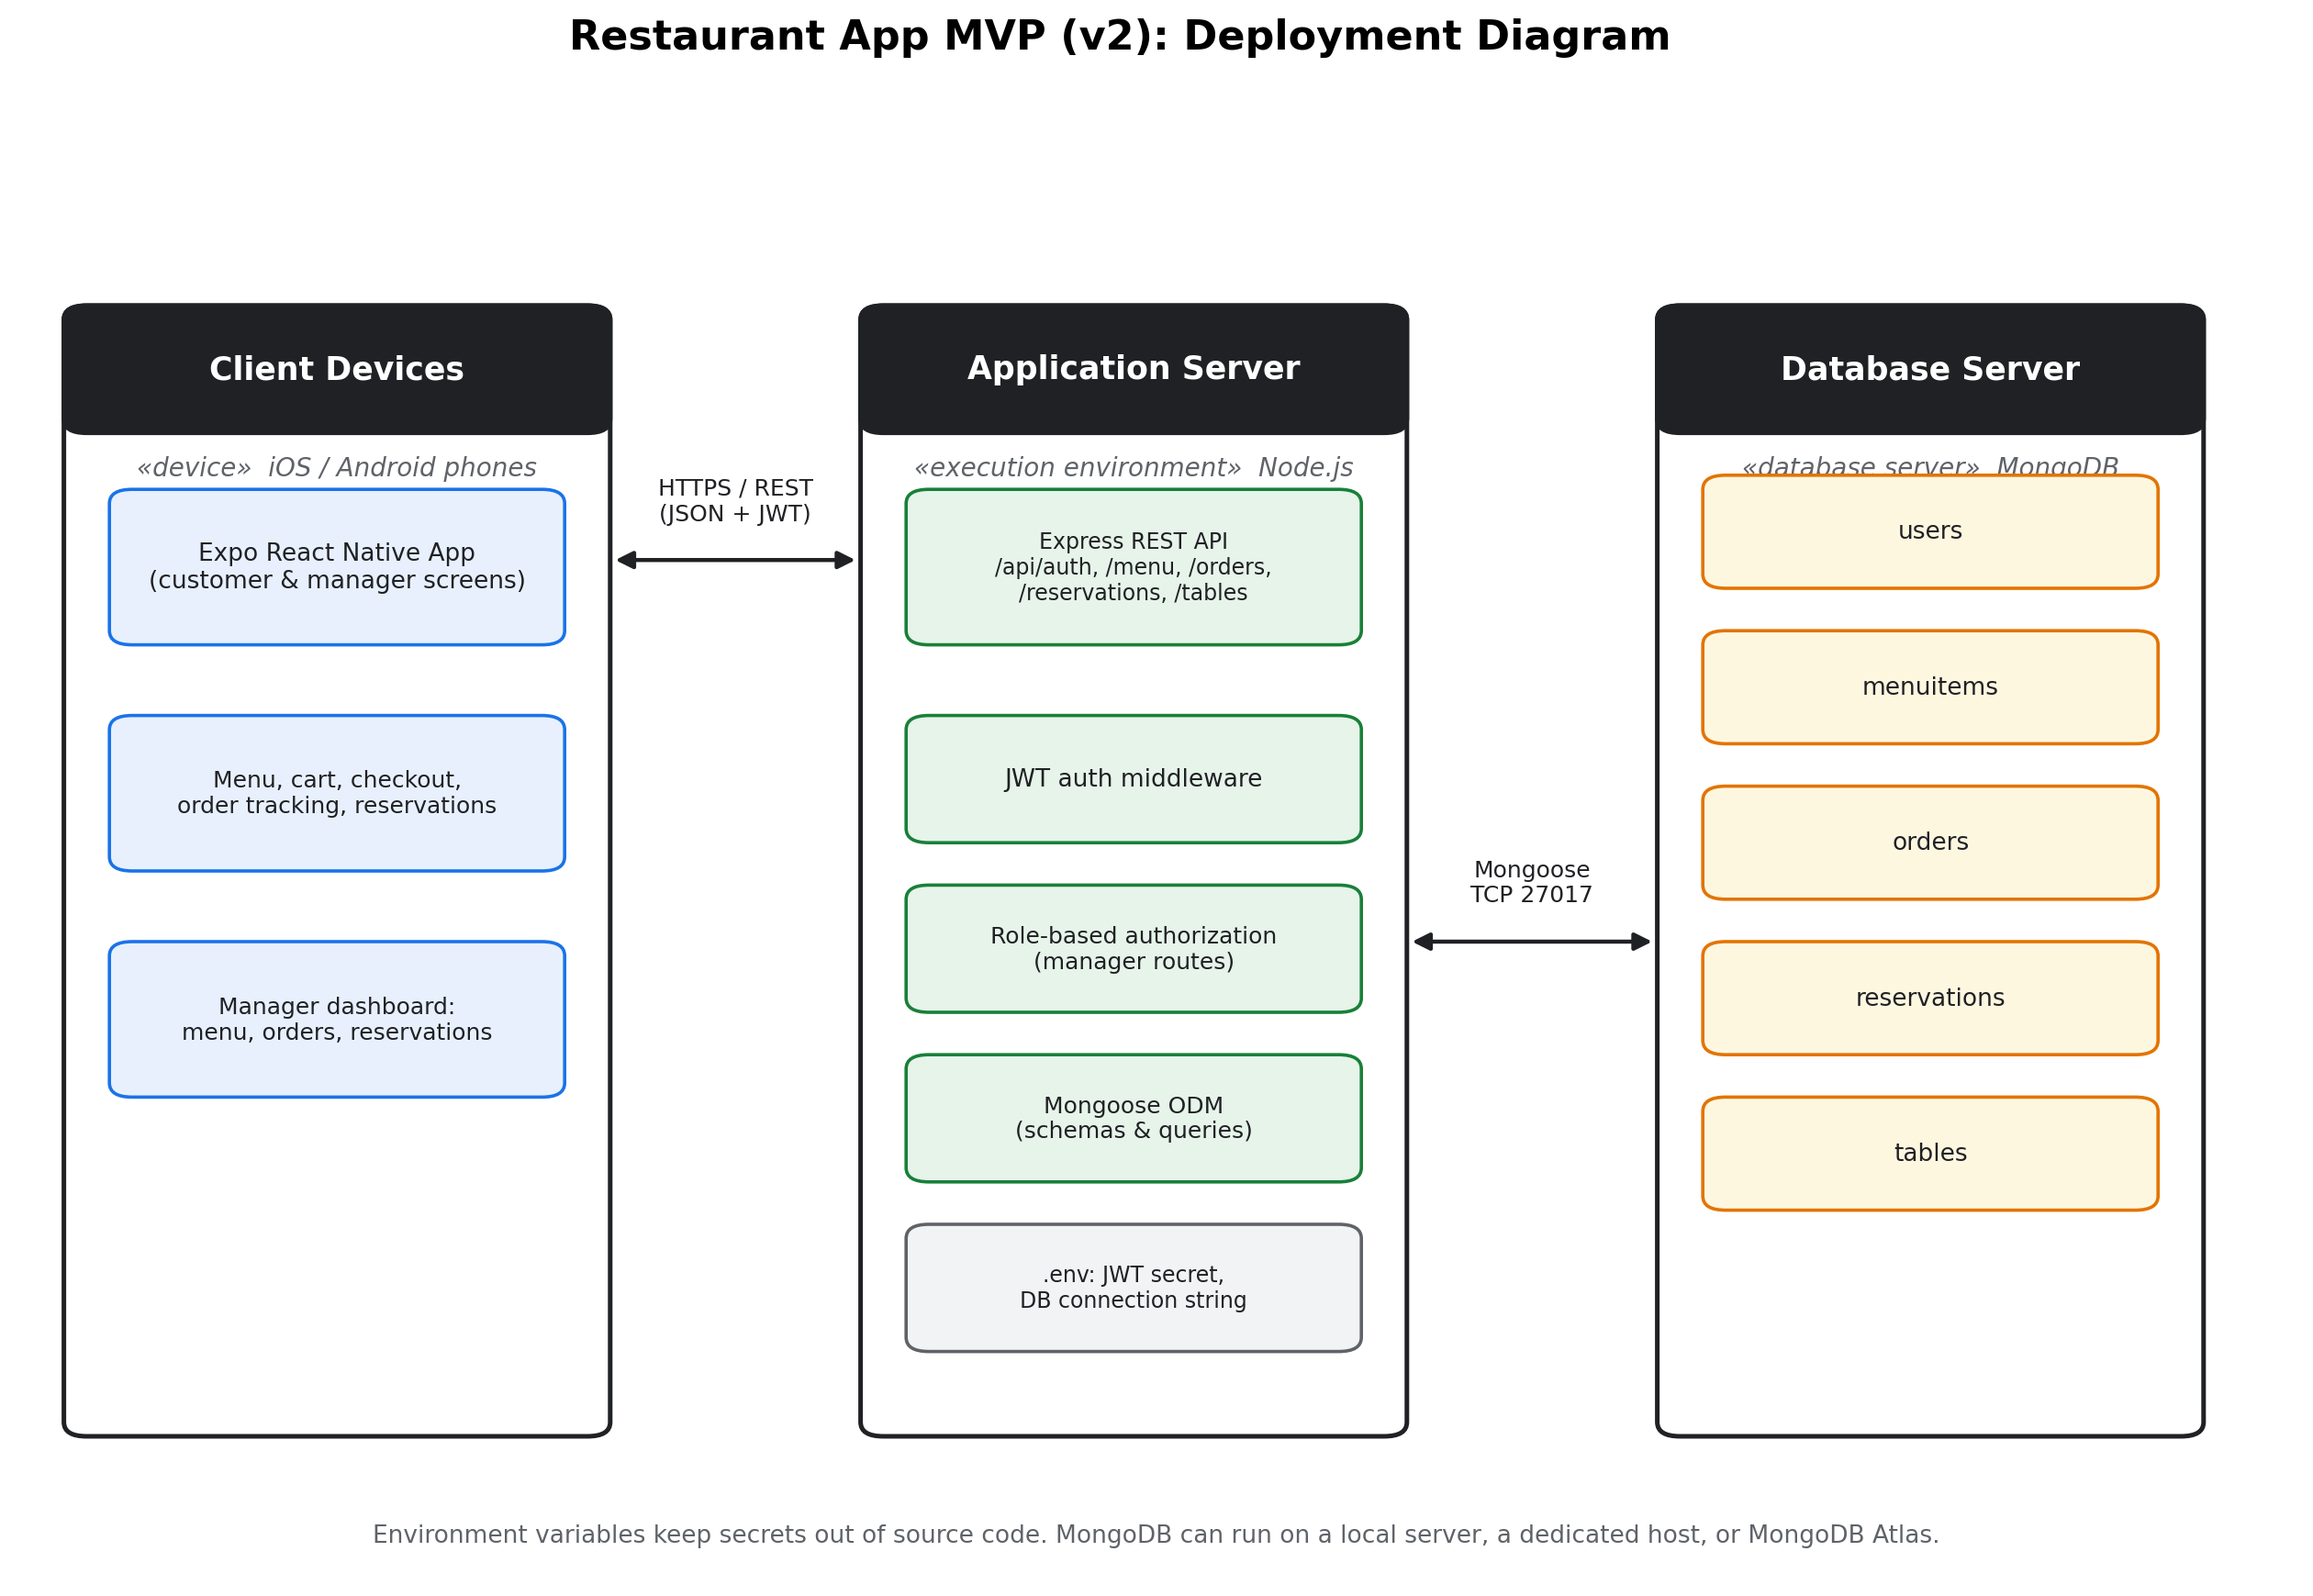 Restaurant App MVP (v2): Deployment Diagram
Client Devices
«device» iOS / Android phones
Expo React Native App
(customer & manager screens)
Menu, cart, checkout,
order tracking, reservations
Manager dashboard:
menu, orders, reservations
HTTPS / REST
(JSON + JWT)
Application Server
«execution environment» Node.js
Express REST API
/api/auth, /menu, /orders,
/reservations, /tables
JWT auth middleware
Role-based authorization
(manager routes)
Mongoose ODM
(schemas & queries)
.env: JWT secret,
DB connection string
Mongoose
TCP 27017
Database Server
«database server» MongoDB
users
menuitems
orders
reservations
tables
Environment variables keep secrets out of source code. MongoDB can run on a local server, a dedicated host, or MongoDB Atlas.